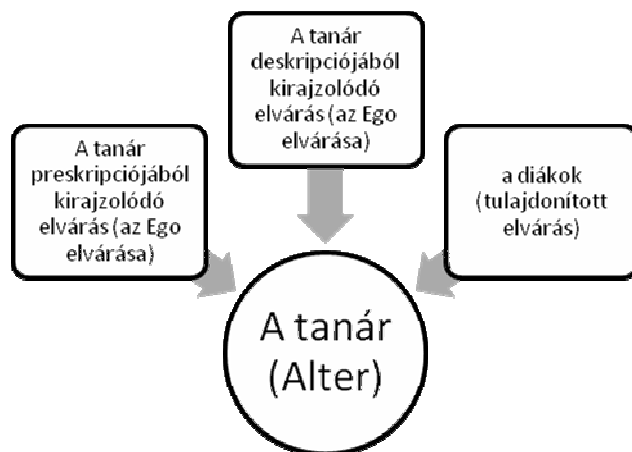 A tanár
deskripciójából
kirajzolódó
elvárás (az Ego
elvárása)
A tanár
preskripciójából
kirajzolódó
elvárás (az Ego
elvárása)
a diákok
(tulajdonított
elvárás)
A tanár
(Alter)